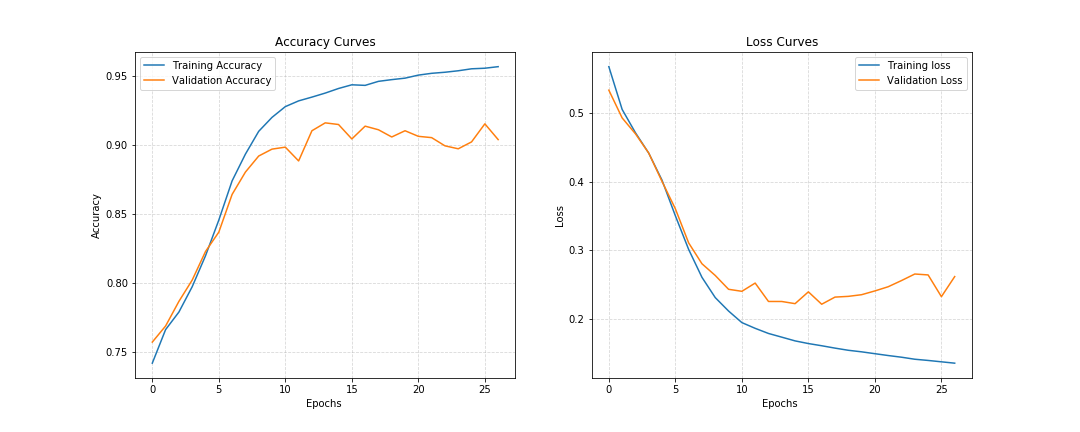 Accuracy Curves
Training Accuracy
Validation Accuracy
0.95
0.90
0.85
0.80
0.75
Accuracy
0 5 10 15 20 25
Epochs
Loss Curves
Training loss
Validation Loss
0.5
0.4
0.3
0.2
Loss
0 5 10 15 20 25
Epochs